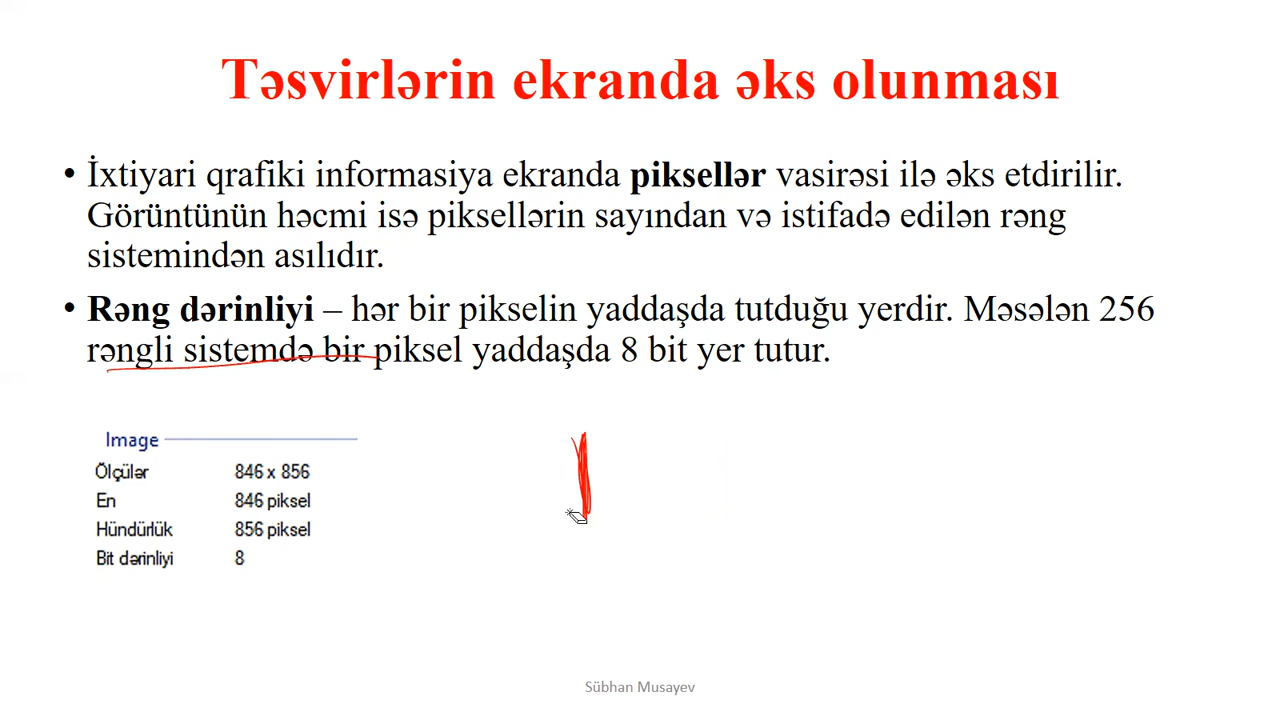 Təsvirlərin ekranda əks olunması
• İxtiyari qrafiki informasiya ekranda piksellər vasirəsi ilə əks etdirilir.
Görüntünün həcmi isə piksellərin sayından və istifadə edilən rəng
sistemindən asılıdır.
• Rəng dərinliyi – hər bir pikselin yaddaşda tutduğu yerdir. Məsələn 256
rəngli sistemdə bir piksel yaddaşda 8 bit yer tutur.
Image
Ölçülər 846 x 856
En 846 piksel
Hündürlük 856 piksel
Bit dərinliyi 8
Sübhan Musayev